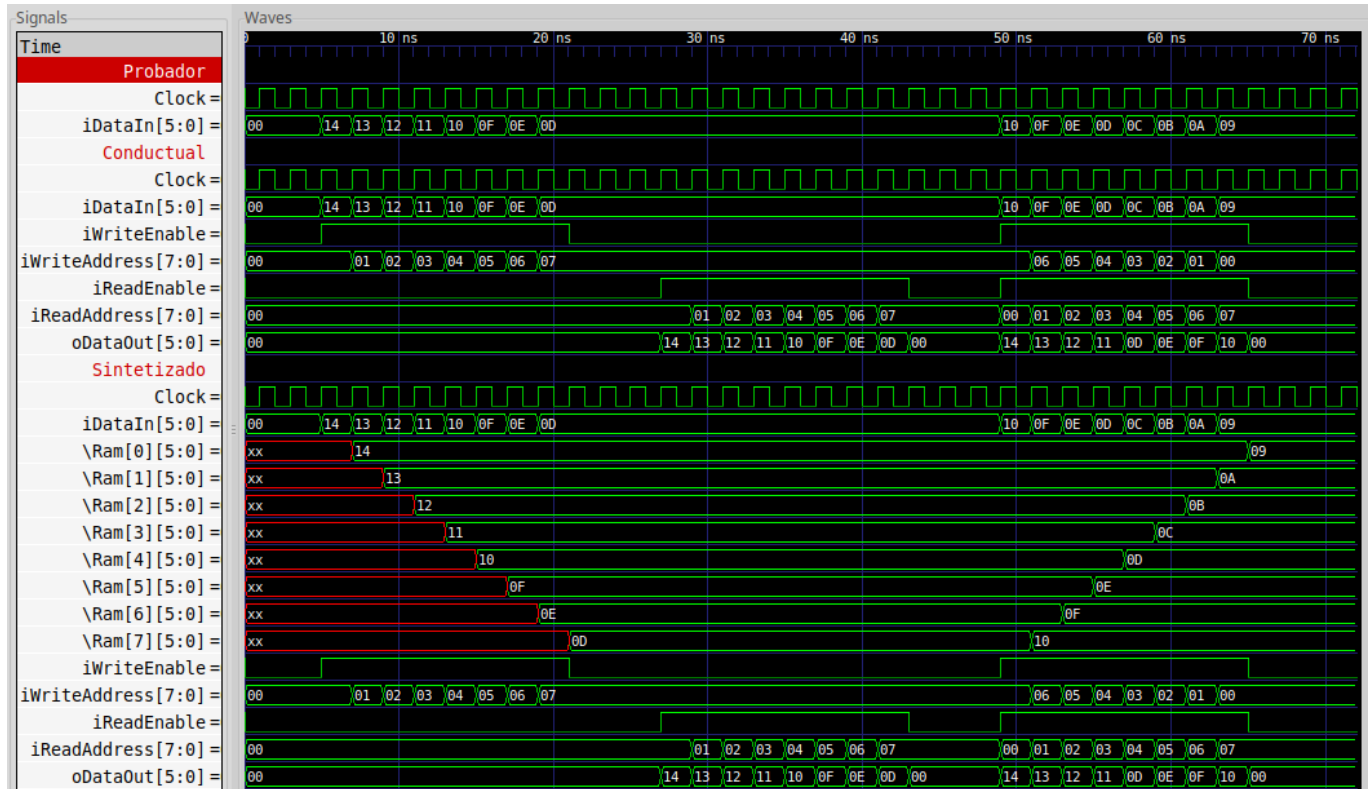 Signals Waves
Time 0 10 ns 20 ns 30 ns 40 ns 50 ns 60 ns 70 ns
Probador
Clock=
iDataIn[5:0] = 00 14 13 12 11 10 0F 0E 0D 10 0F 0E 0D 0C 0B 0A 09
Conductual
Clock=
iDataIn[5:0] = 00 14 13 12 11 10 0F 0E 0D 10 0F 0E 0D 0C 0B 0A 09
iWriteEnable=
iWriteAddress[7:0] = 00 01 02 03 04 05 06 07 06 05 04 03 02 01 00
iReadEnable=
iReadAddress[7:0] = 00 01 02 03 04 05 06 07 00 01 02 03 04 05 06 07
oDataOut[5:0] = 00 14 13 12 11 10 0F 0E 0D 00 14 13 12 11 0D 0E 0F 10 00
Sintetizado
Clock=
iDataIn[5:0] = 00 14 13 12 11 10 0F 0E 0D 10 0F 0E 0D 0C 0B 0A 09
\Ram[0][5:0] = xx 14 09
\Ram[1][5:0] = xx 13 0A
\Ram[2][5:0] = xx 12 0B
\Ram[3][5:0] = xx 11 0C
\Ram[4][5:0] = xx 10 0D
\Ram[5][5:0] = xx 0F 0E
\Ram[6][5:0] = xx 0E 0F
\Ram[7][5:0] = xx 0D 10
iWriteEnable=
iWriteAddress[7:0] = 00 01 02 03 04 05 06 07 06 05 04 03 02 01 00
iReadEnable=
iReadAddress[7:0] = 00 01 02 03 04 05 06 07 00 01 02 03 04 05 06 07
oDataOut[5:0] = 00 14 13 12 11 10 0F 0E 0D 00 14 13 12 11 0D 0E 0F 10 00